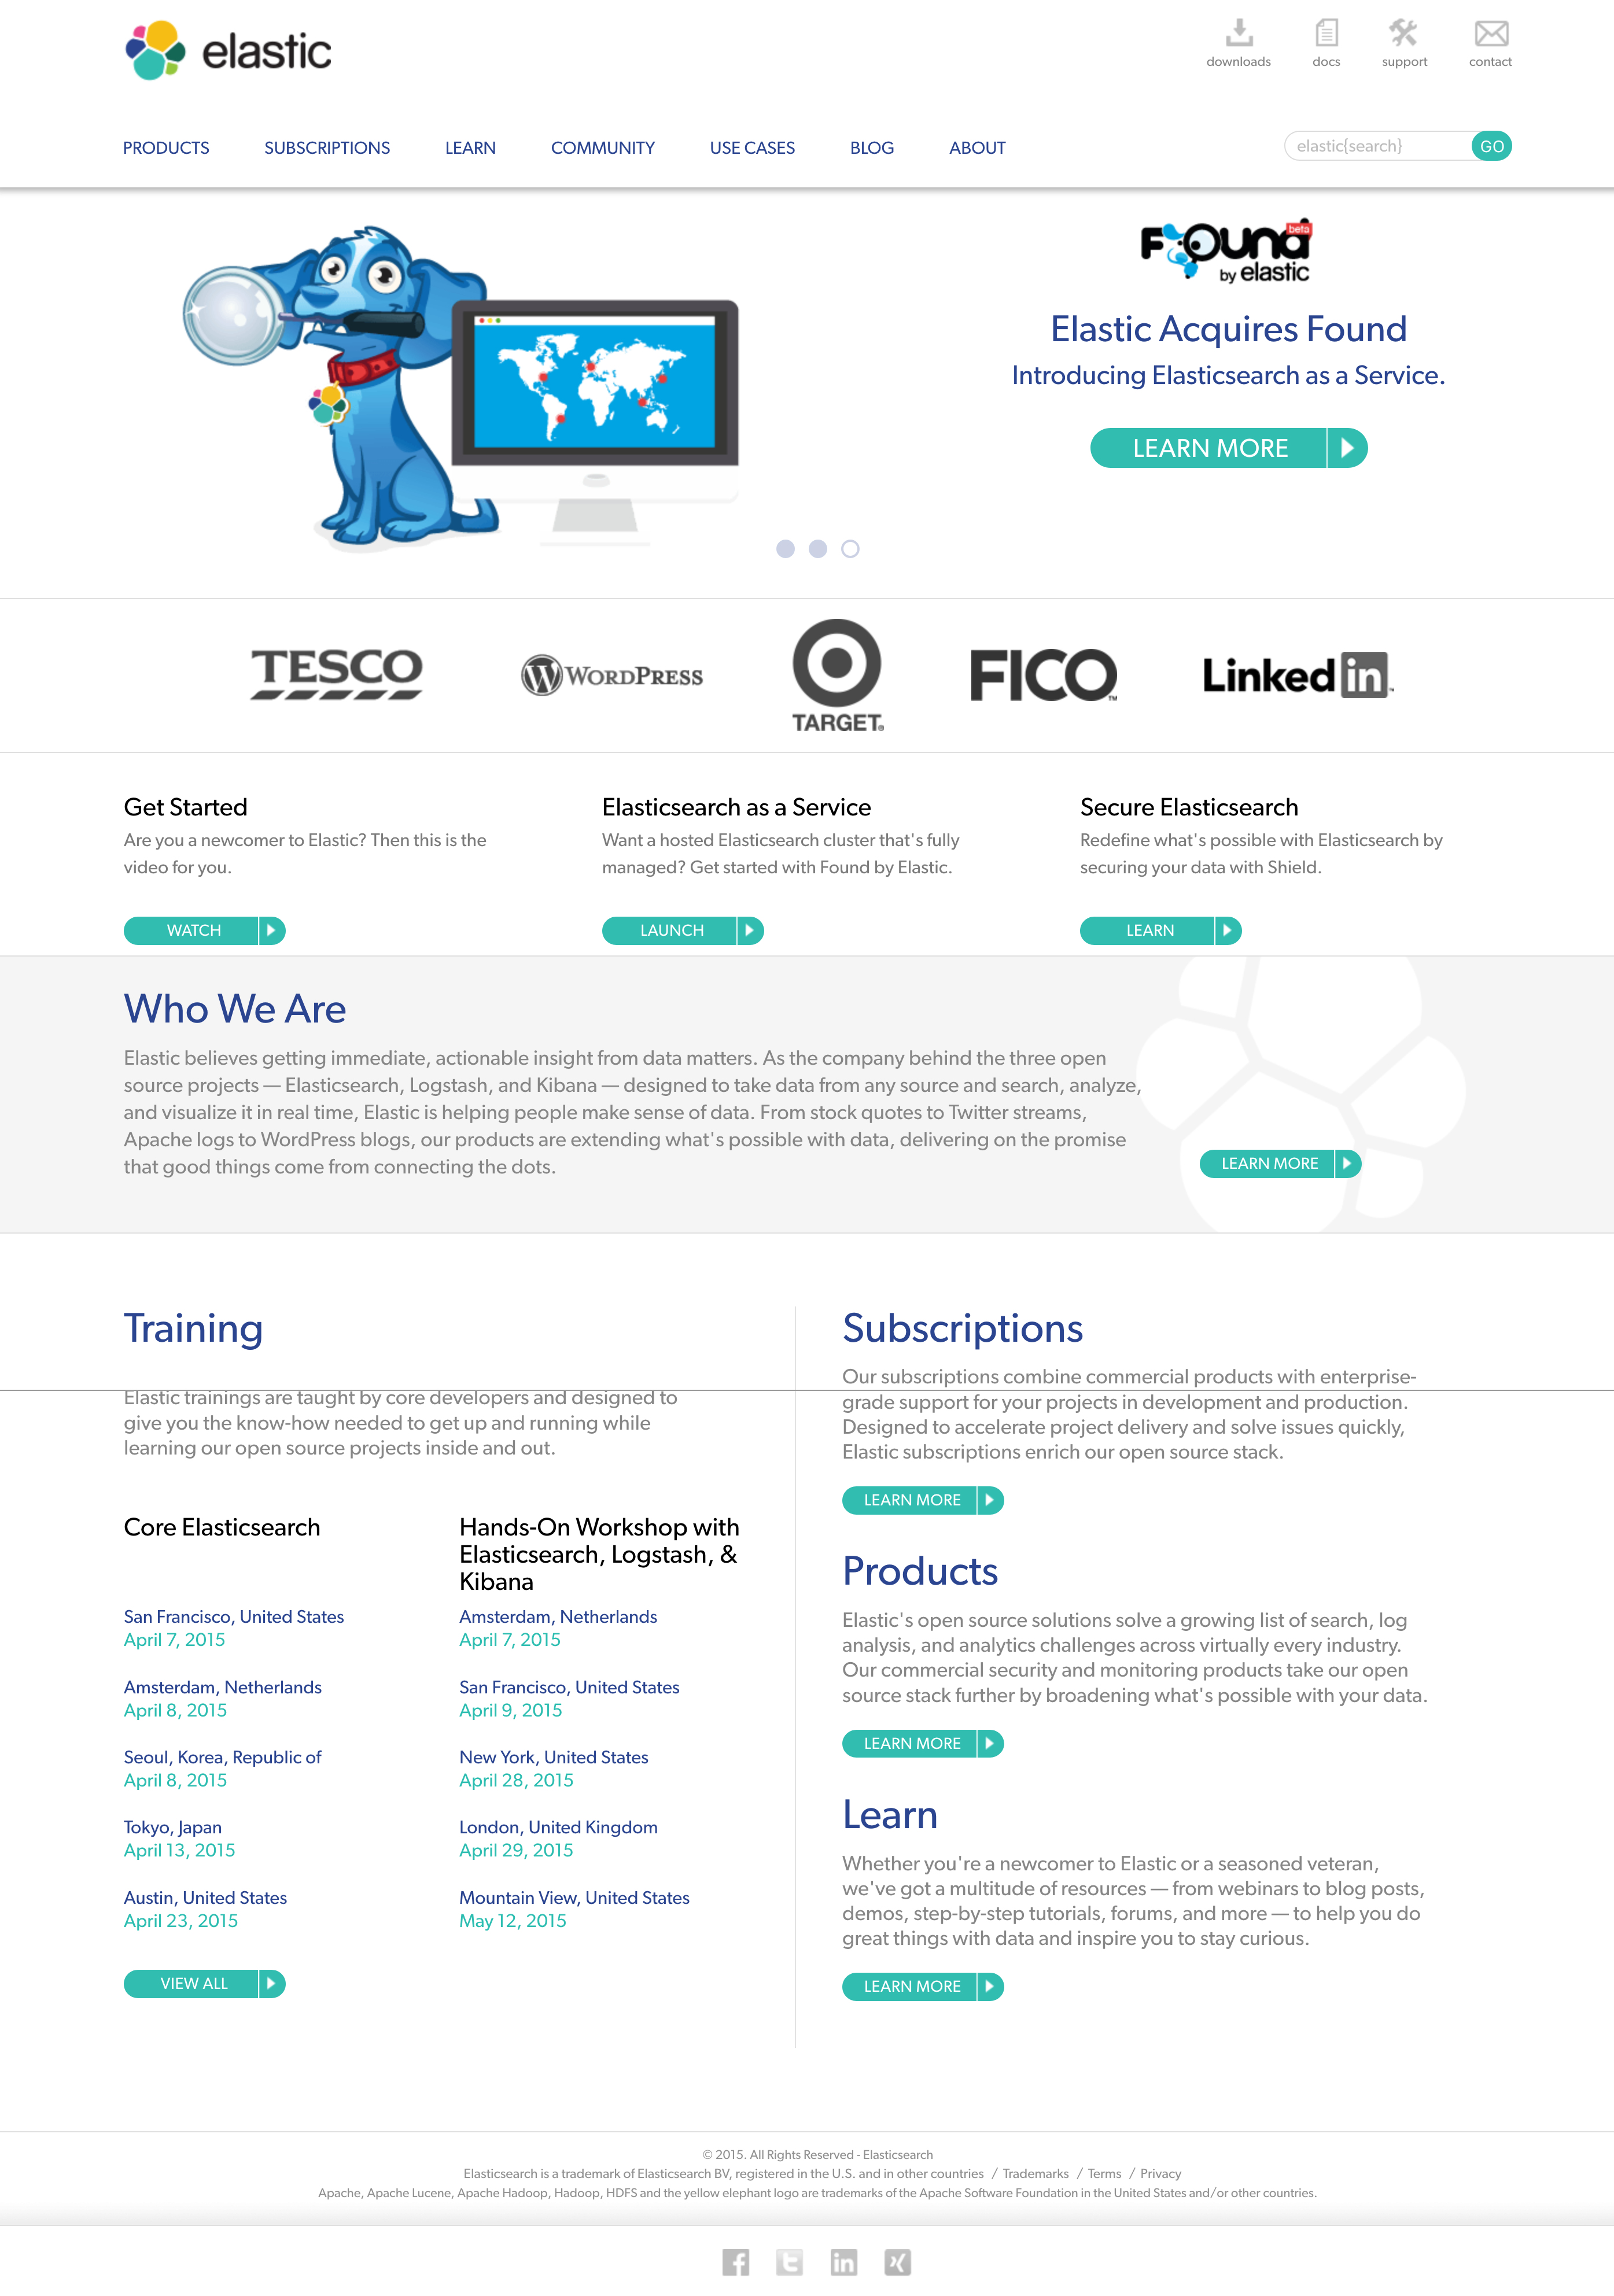 elastic
downloads
docs
support
contact
PRODUCTS
SUBSCRIPTIONS
LEARN
COMMUNITY
USE CASES
BLOG
ABOUT
elastic{search}
GO
Found
beta
by elastic
Elastic Acquires Found
Introducing Elasticsearch as a Service.
LEARN MORE
TESCO
WORDPRESS
TARGET
FICO
Linked in
Get Started
Are you a newcomer to Elastic? Then this is the
video for you.
WATCH
Elasticsearch as a Service
Want a hosted Elasticsearch cluster that's fully
managed? Get started with Found by Elastic.
LAUNCH
Secure Elasticsearch
Redefine what's possible with Elasticsearch by
securing your data with Shield.
LEARN
Who We Are
Elastic believes getting immediate, actionable insight from data matters. As the company behind the three open
source projects — Elasticsearch, Logstash, and Kibana — designed to take data from any source and search, analyze,
and visualize it in real time, Elastic is helping people make sense of data. From stock quotes to Twitter streams,
Apache logs to WordPress blogs, our products are extending what's possible with data, delivering on the promise
that good things come from connecting the dots.
LEARN MORE
Training
Elastic trainings are taught by core developers and designed to
give you the know-how needed to get up and running while
learning our open source projects inside and out.
Core Elasticsearch
San Francisco, United States
April 7, 2015
Amsterdam, Netherlands
April 8, 2015
Seoul, Korea, Republic of
April 8, 2015
Tokyo, Japan
April 13, 2015
Austin, United States
April 23, 2015
VIEW ALL
Hands-On Workshop with
Elasticsearch, Logstash, &
Kibana
Amsterdam, Netherlands
April 7, 2015
San Francisco, United States
April 9, 2015
New York, United States
April 28, 2015
London, United Kingdom
April 29, 2015
Mountain View, United States
May 12, 2015
Subscriptions
Our subscriptions combine commercial products with enterprise-
grade support for your projects in development and production.
Designed to accelerate project delivery and solve issues quickly,
Elastic subscriptions enrich our open source stack.
LEARN MORE
Products
Elastic's open source solutions solve a growing list of search, log
analysis, and analytics challenges across virtually every industry.
Our commercial security and monitoring products take our open
source stack further by broadening what's possible with your data.
LEARN MORE
Learn
Whether you're a newcomer to Elastic or a seasoned veteran,
we've got a multitude of resources — from webinars to blog posts,
demos, step-by-step tutorials, forums, and more — to help you do
great things with data and inspire you to stay curious.
LEARN MORE
© 2015. All Rights Reserved - Elasticsearch
Elasticsearch is a trademark of Elasticsearch BV, registered in the U.S. and in other countries / Trademarks / Terms / Privacy
Apache, Apache Lucene, Apache Hadoop, Hadoop, HDFS and the yellow elephant logo are trademarks of the Apache Software Foundation in the United States and/or other countries.